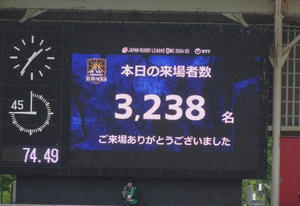 JAPAN RUGBY LEAGUE ONE 2024-25 NTT
D-Rocks
本日の来場者数
3,238 名
ご来場ありがとうございました
45
74.49